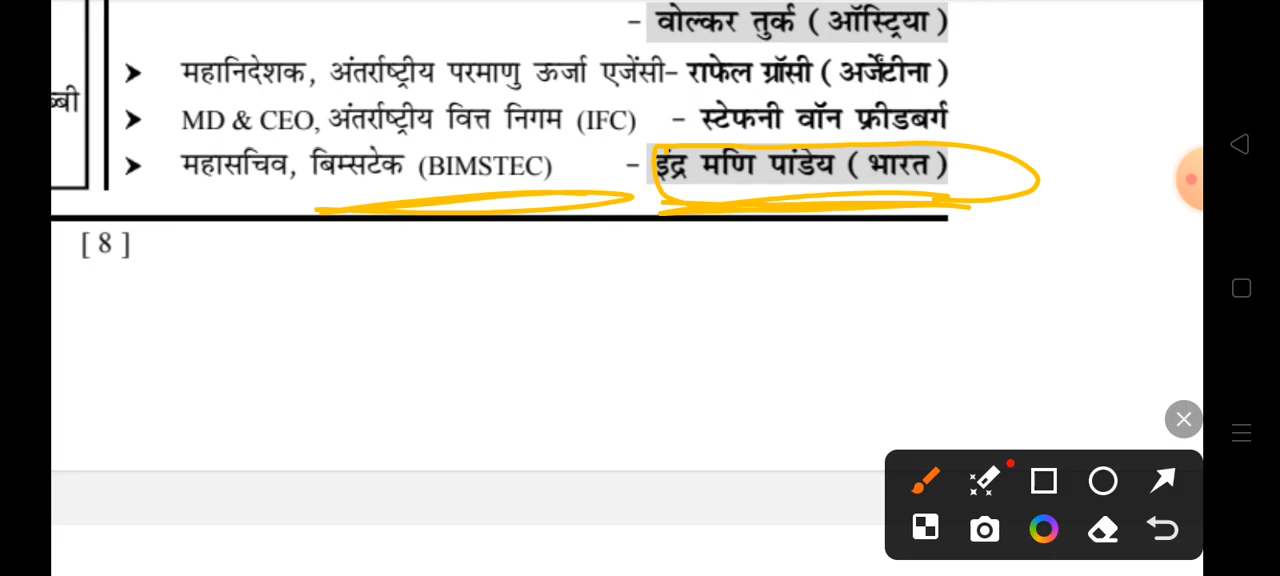 - वोल्कर तुर्क ( ऑस्ट्रिया )
➤ महानिदेशक, अंतर्राष्ट्रीय परमाणु ऊर्जा एजेंसी- राफेल ग्रॉसी ( अर्जेंटीना )
➤ MD & CEO, अंतर्राष्ट्रीय वित्त निगम (IFC) - स्टेफनी वॉन फ्रीडबर्ग
➤ महासचिव, बिम्सटेक (BIMSTEC) - इंद्र मणि पांडेय ( भारत )
[ 8 ]